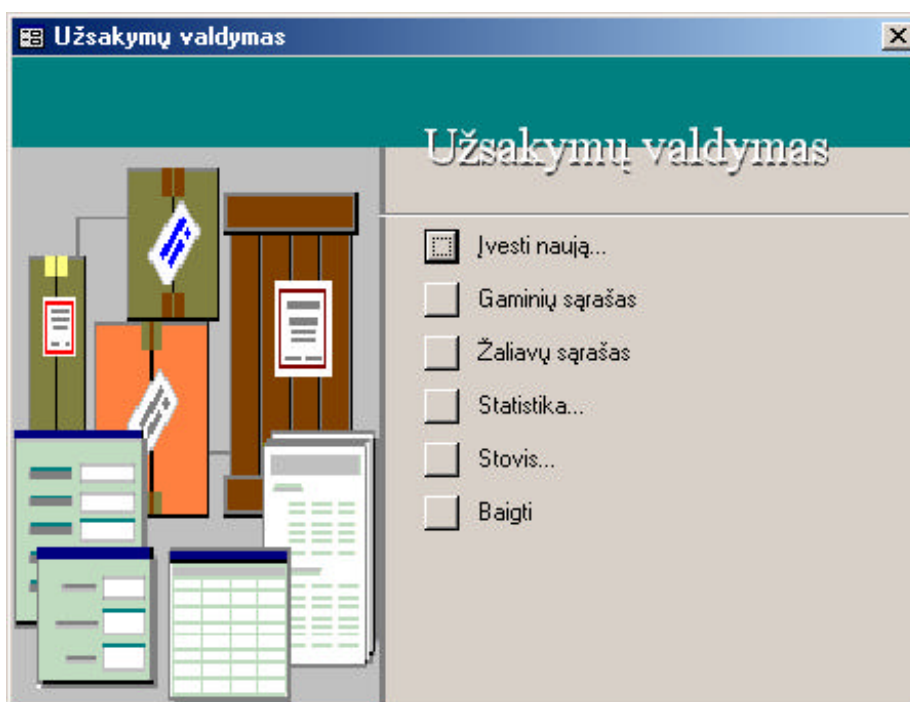 Užsakymų valdymas
Užsakymų valdymas
Įvesti naują...
Gaminių sąrašas
Žaliavų sąrašas
Statistika...
Stovis...
Baigti